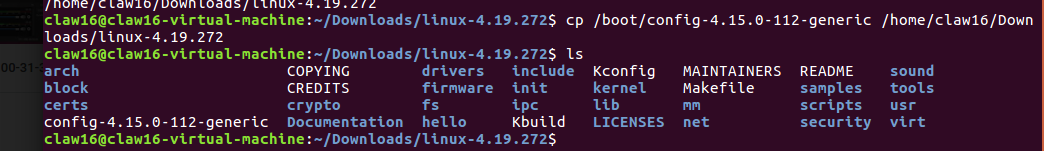 /home/claw16/Downloads/linux-4.19.272
claw16@claw16-virtual-machine:~/Downloads/linux-4.19.272$ cp /boot/config-4.15.0-112-generic /home/claw16/Down
loads/linux-4.19.272
claw16@claw16-virtual-machine:~/Downloads/linux-4.19.272$ ls
arch COPYING drivers include Kconfig MAINTAINERS README sound
block CREDITS firmware init kernel Makefile samples tools
certs crypto fs ipc lib mm scripts usr
config-4.15.0-112-generic Documentation hello Kbuild LICENSES net security virt
claw16@claw16-virtual-machine:~/Downloads/linux-4.19.272$